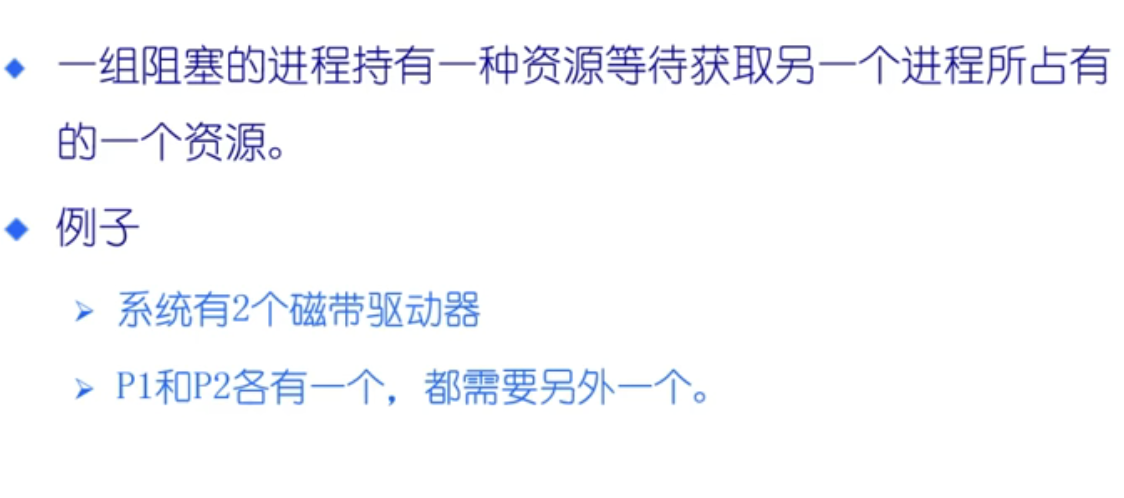 一组阻塞的进程持有一种资源等待获取另一个进程所占有
的一个资源。
例子
系统有2个磁带驱动器
P1和P2各有一个，都需要另外一个。